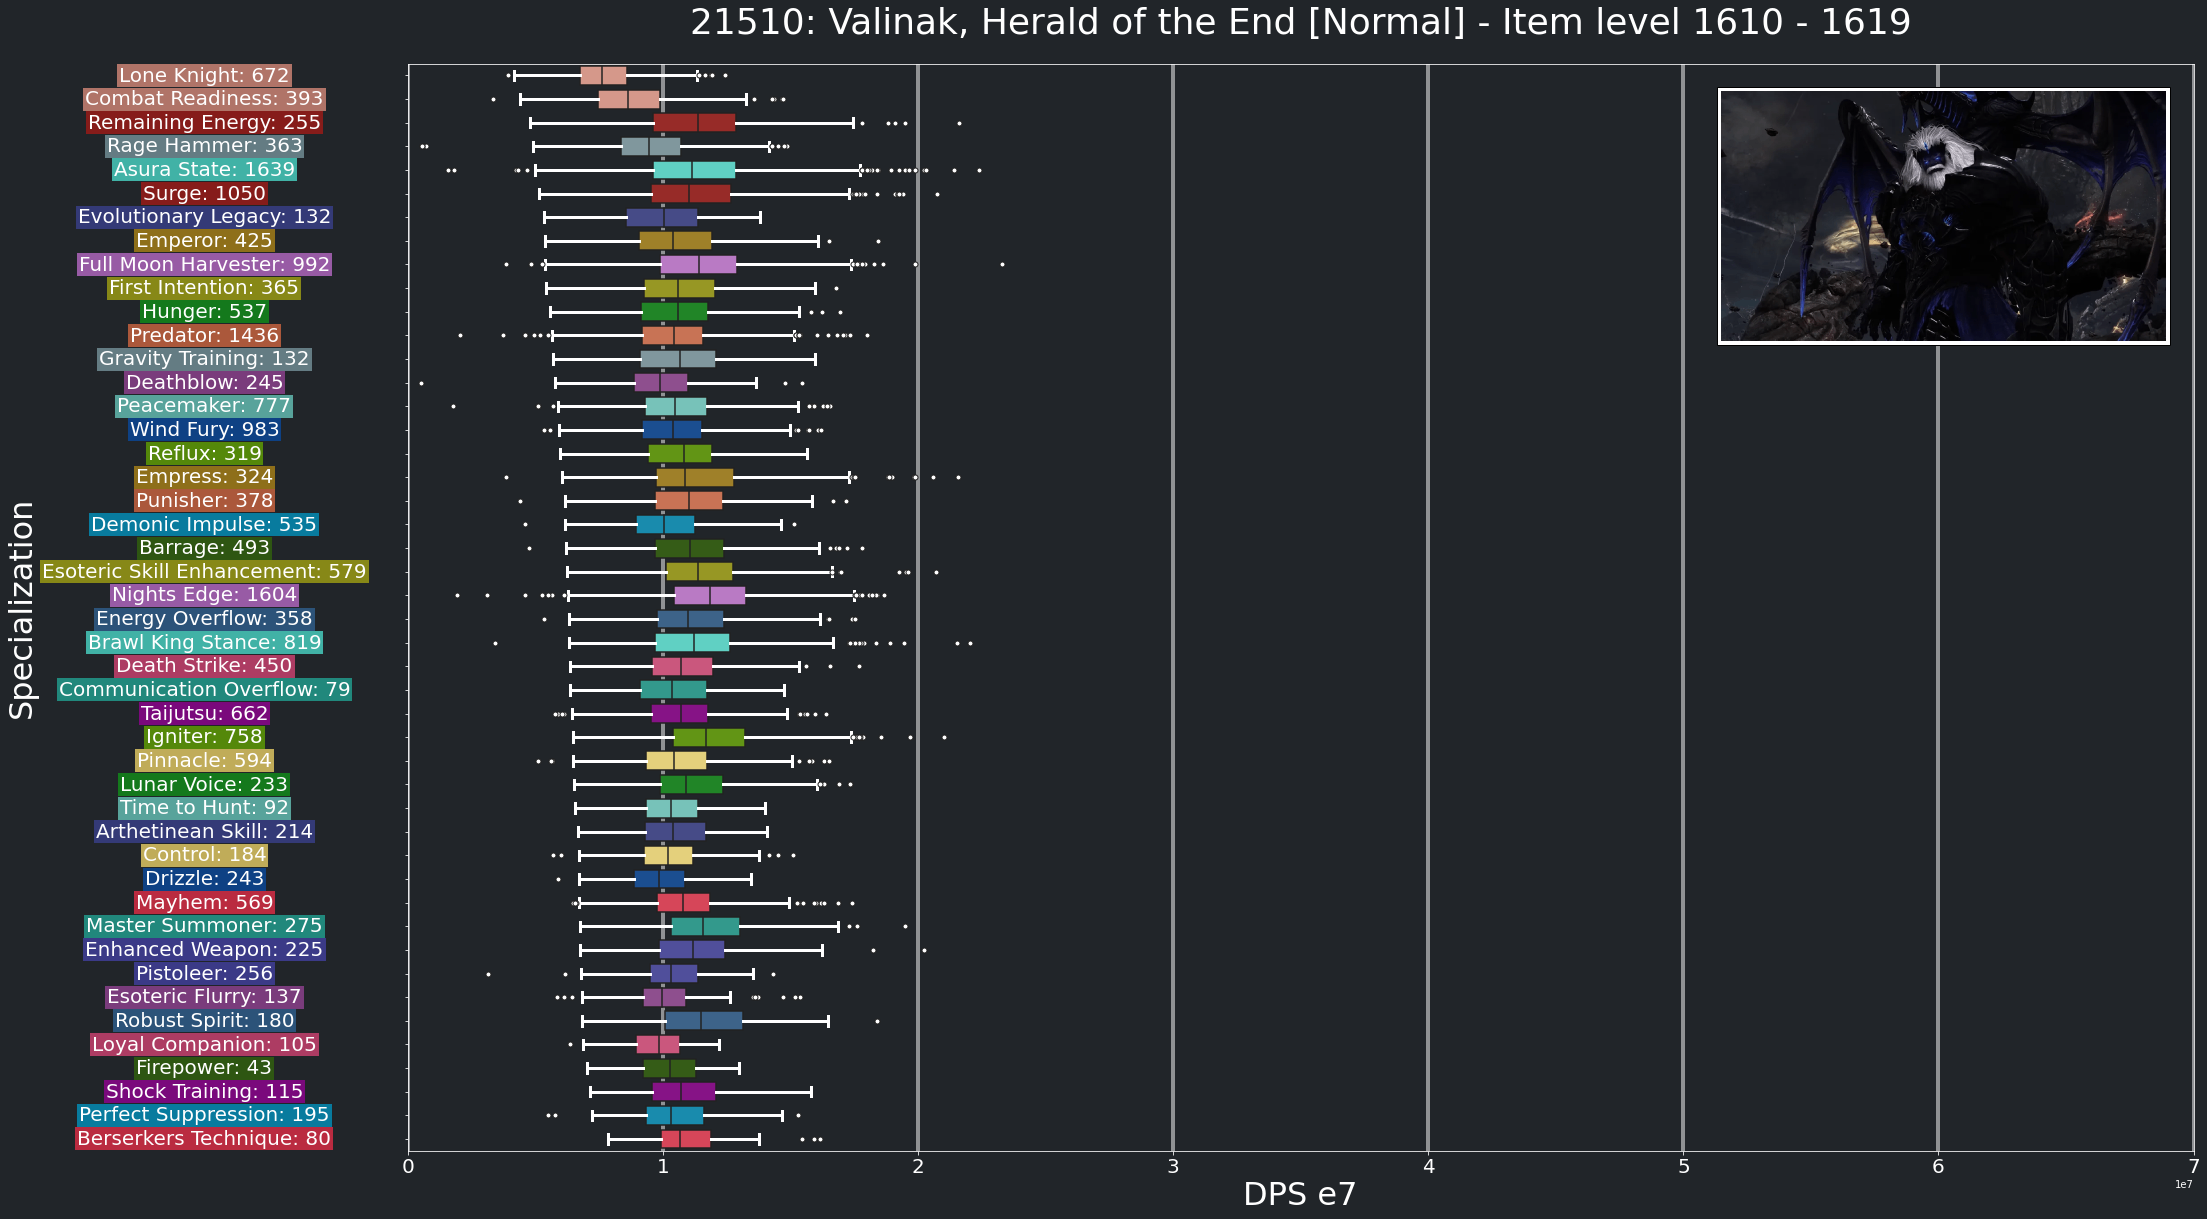 21510: Valinak, Herald of the End [Normal] - Item level 1610 - 1619
Specialization
Lone Knight: 672
Combat Readiness: 393
Remaining Energy: 255
Rage Hammer: 363
Asura State: 1639
Surge: 1050
Evolutionary Legacy: 132
Emperor: 425
Full Moon Harvester: 992
First Intention: 365
Hunger: 537
Predator: 1436
Gravity Training: 132
Deathblow: 245
Peacemaker: 777
Wind Fury: 983
Reflux: 319
Empress: 324
Punisher: 378
Demonic Impulse: 535
Barrage: 493
Esoteric Skill Enhancement: 579
Nights Edge: 1604
Energy Overflow: 358
Brawl King Stance: 819
Death Strike: 450
Communication Overflow: 79
Taijutsu: 662
Igniter: 758
Pinnacle: 594
Lunar Voice: 233
Time to Hunt: 92
Arthetinean Skill: 214
Control: 184
Drizzle: 243
Mayhem: 569
Master Summoner: 275
Enhanced Weapon: 225
Pistoleer: 256
Esoteric Flurry: 137
Robust Spirit: 180
Loyal Companion: 105
Firepower: 43
Shock Training: 115
Perfect Suppression: 195
Berserkers Technique: 80
0 1 2 3 4 5 6 7
1e7
DPS e7